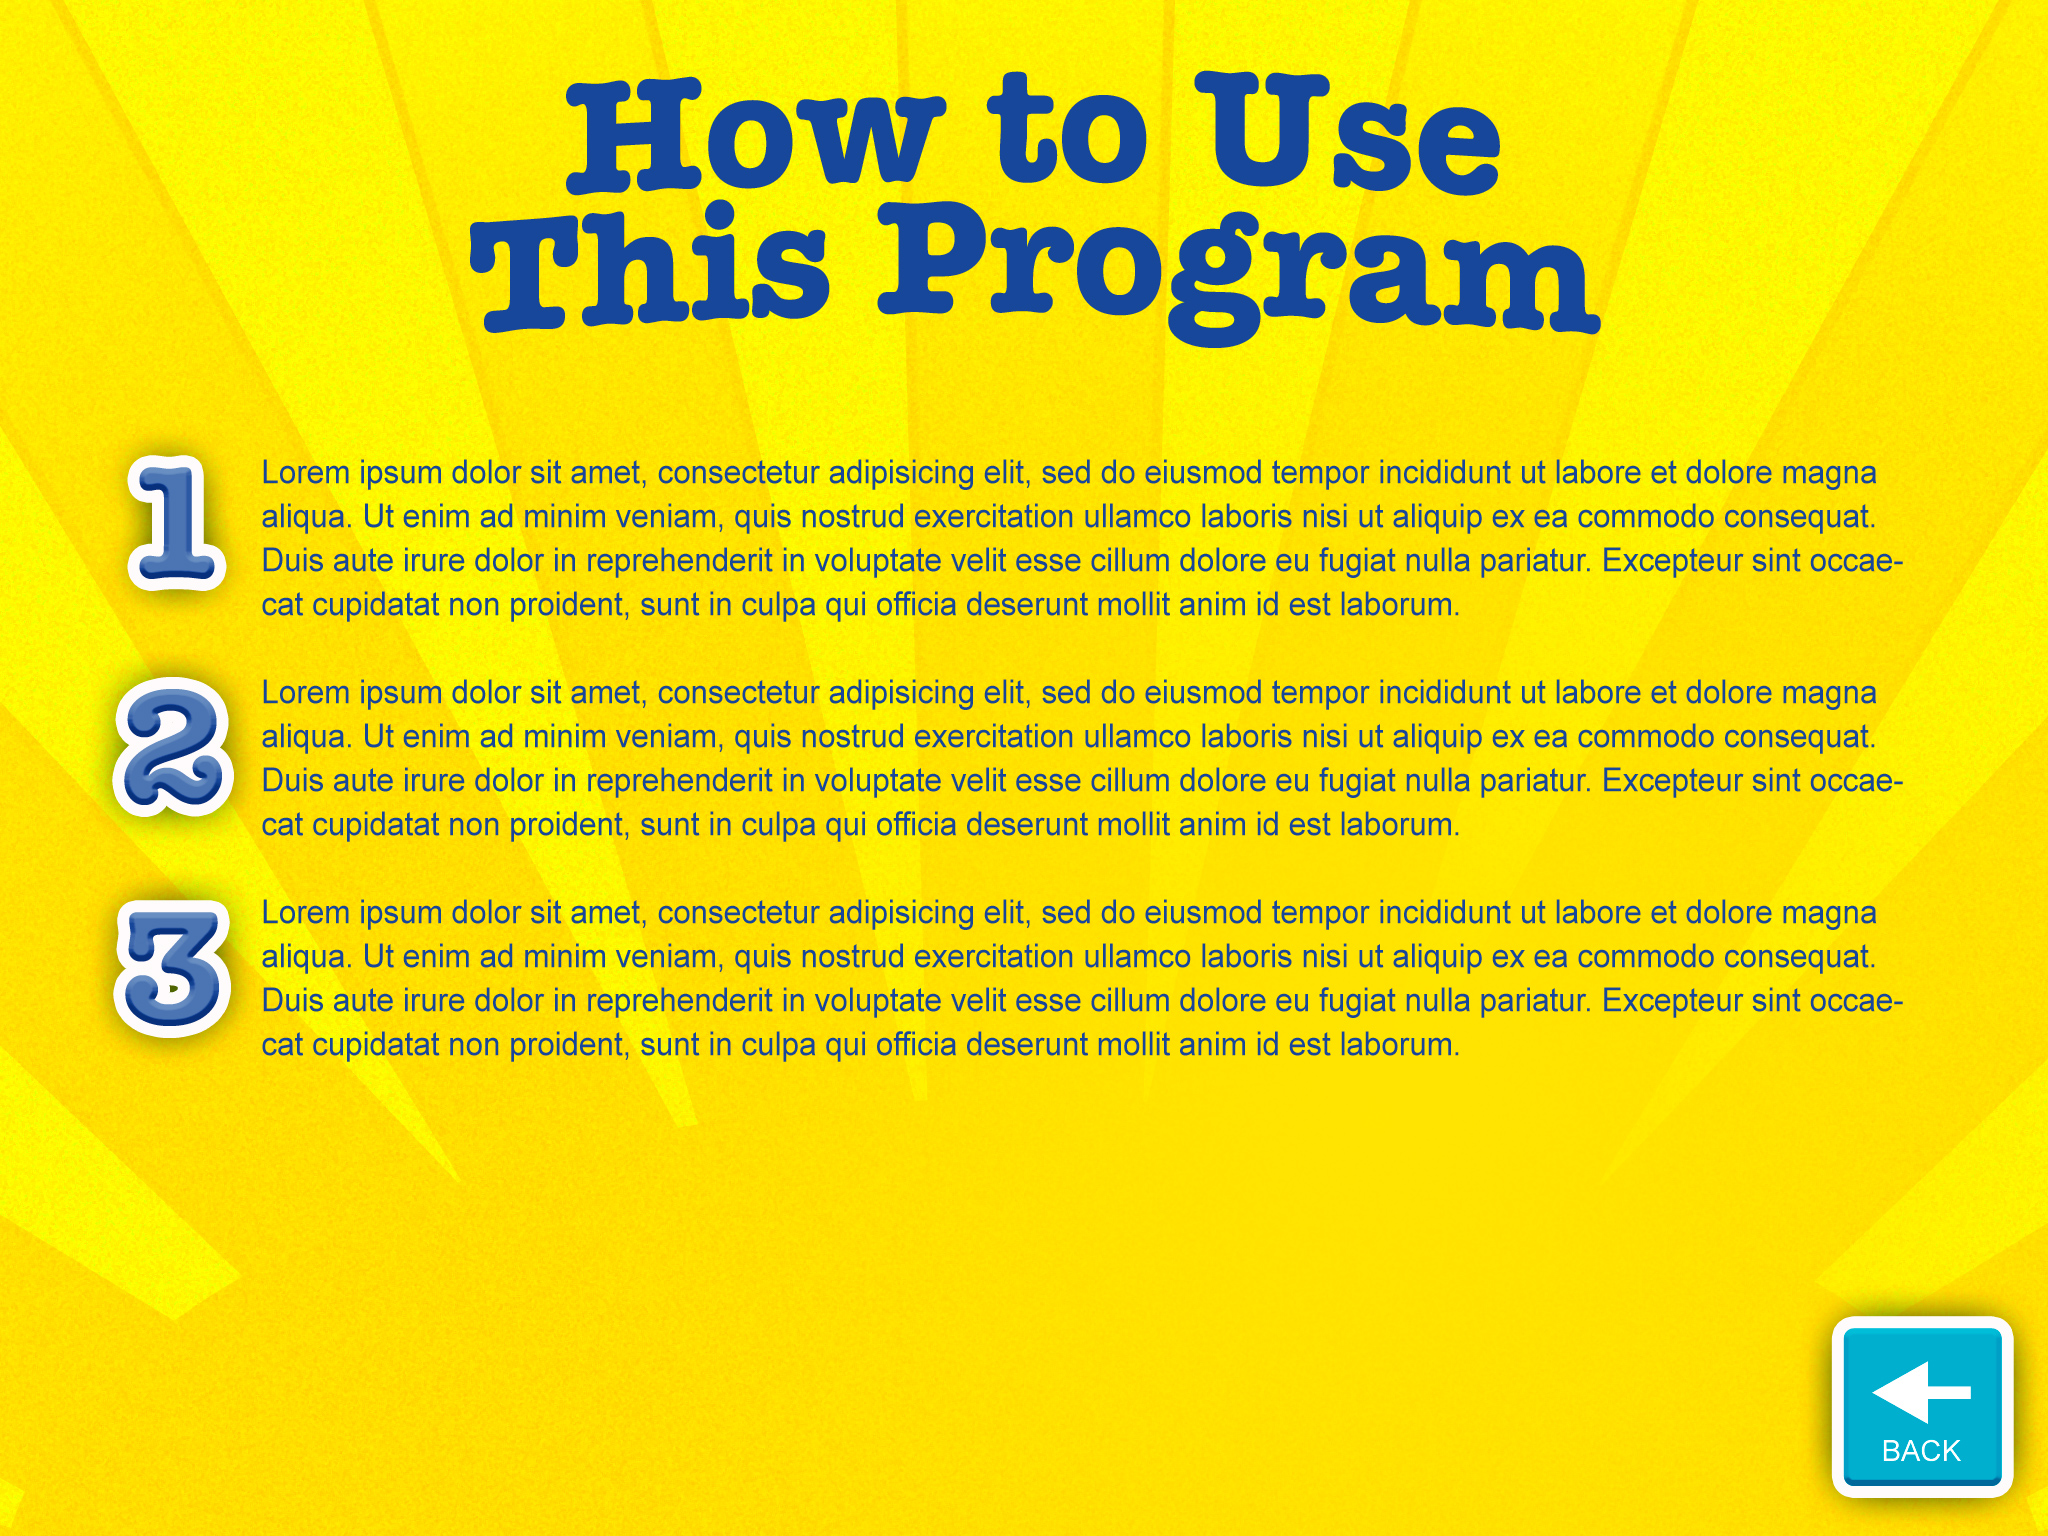 How to Use
This Program
1
Lorem ipsum dolor sit amet, consectetur adipisicing elit, sed do eiusmod tempor incididunt ut labore et dolore magna
aliqua. Ut enim ad minim veniam, quis nostrud exercitation ullamco laboris nisi ut aliquip ex ea commodo consequat.
Duis aute irure dolor in reprehenderit in voluptate velit esse cillum dolore eu fugiat nulla pariatur. Excepteur sint occae-
cat cupidatat non proident, sunt in culpa qui officia deserunt mollit anim id est laborum.
2
Lorem ipsum dolor sit amet, consectetur adipisicing elit, sed do eiusmod tempor incididunt ut labore et dolore magna
aliqua. Ut enim ad minim veniam, quis nostrud exercitation ullamco laboris nisi ut aliquip ex ea commodo consequat.
Duis aute irure dolor in reprehenderit in voluptate velit esse cillum dolore eu fugiat nulla pariatur. Excepteur sint occae-
cat cupidatat non proident, sunt in culpa qui officia deserunt mollit anim id est laborum.
3
Lorem ipsum dolor sit amet, consectetur adipisicing elit, sed do eiusmod tempor incididunt ut labore et dolore magna
aliqua. Ut enim ad minim veniam, quis nostrud exercitation ullamco laboris nisi ut aliquip ex ea commodo consequat.
Duis aute irure dolor in reprehenderit in voluptate velit esse cillum dolore eu fugiat nulla pariatur. Excepteur sint occae-
cat cupidatat non proident, sunt in culpa qui officia deserunt mollit anim id est laborum.
BACK